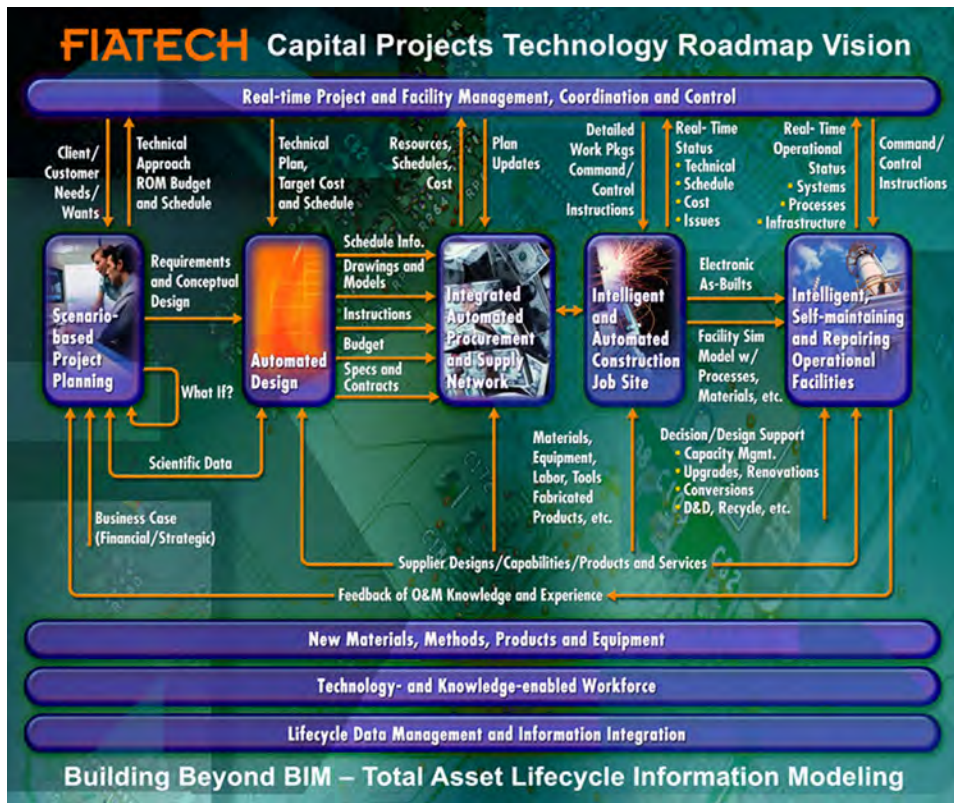 FIATECH Capital Projects Technology Roadmap Vision
Real-time Project and Facility Management, Coordination and Control
Client/
Customer
Needs/
Wants
Technical
Approach
ROM Budget
and Schedule
Technical
Plan,
Target Cost
and Schedule
Resources,
Schedules,
Cost
Plan
Updates
Detailed
Work Pkgs
Command/
Control
Instructions
Real- Time
Status
• Technical
• Schedule
• Cost
• Issues
Real- Time
Operational
Status
• Systems
• Processes
• Infrastructure
Command/
Control
Instructions
Scenario-
based
Project
Planning
Requirements
and Conceptual
Design
What If?
Automated
Design
Schedule Info.
Drawings and
Models
Instructions
Budget
Specs and
Contracts
Integrated
Automated
Procurement
and Supply
Network
Intelligent
and
Automated
Construction
Job Site
Electronic
As-Builts
Facility Sim
Model w/
Processes,
Materials, etc.
Intelligent,
Self-maintaining
and Repairing
Operational
Facilities
Scientific Data
Business Case
(Financial/Strategic)
Materials,
Equipment,
Labor, Tools
Fabricated
Products, etc.
Decision/Design Support
• Capacity Mgmt.
• Upgrades, Renovations
• Conversions
• D&D, Recycle, etc.
Supplier Designs/Capabilities/Products and Services
Feedback of O&M Knowledge and Experience
New Materials, Methods, Products and Equipment
Technology- and Knowledge-enabled Workforce
Lifecycle Data Management and Information Integration
Building Beyond BIM – Total Asset Lifecycle Information Modeling